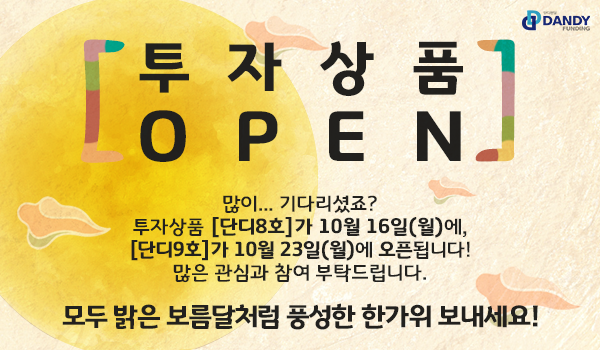 DANDY
FUNDING
투자상품
OPEN
많이... 기다리셨죠?
투자상품 [단디8호]가 10월 16일(월)에,
[단디9호]가 10월 23일(월)에 오픈됩니다!
많은 관심과 참여 부탁드립니다.
모두 밝은 보름달처럼 풍성한 한가위 보내세요!